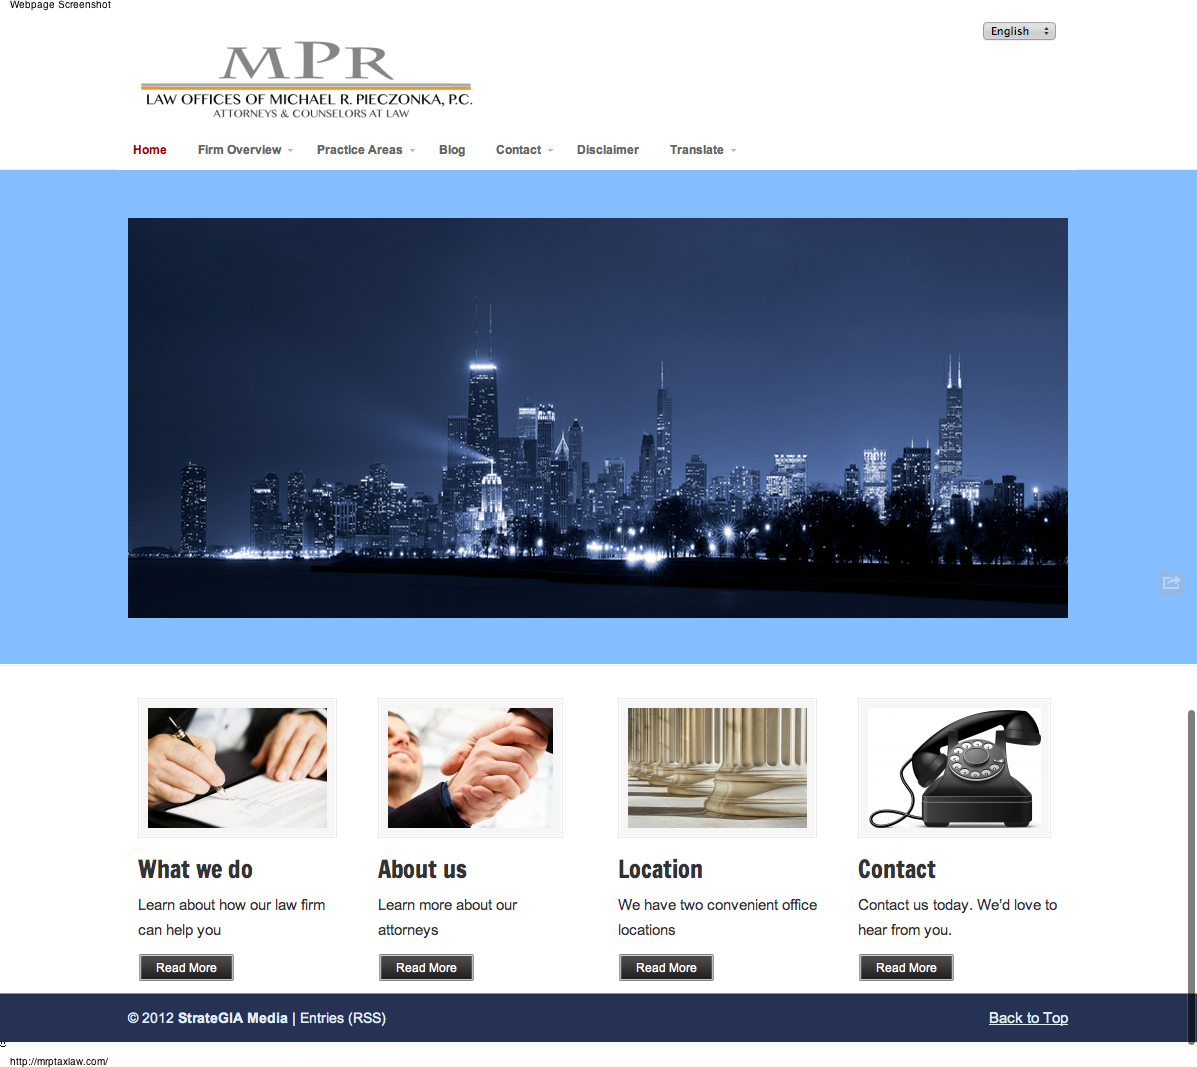 Webpage Screenshot
English
MPR
LAW OFFICES OF MICHAEL R. PIECZONKA, P.C.
ATTORNEYS & COUNSELORS AT LAW
Home Firm Overview Practice Areas Blog Contact Disclaimer Translate
What we do
Learn about how our law firm
can help you
Read More
About us
Learn more about our
attorneys
Read More
Location
We have two convenient office
locations
Read More
Contact
Contact us today. We'd love to
hear from you.
Read More
© 2012 StrateGIA Media | Entries (RSS)
Back to Top
http://mrptaxlaw.com/